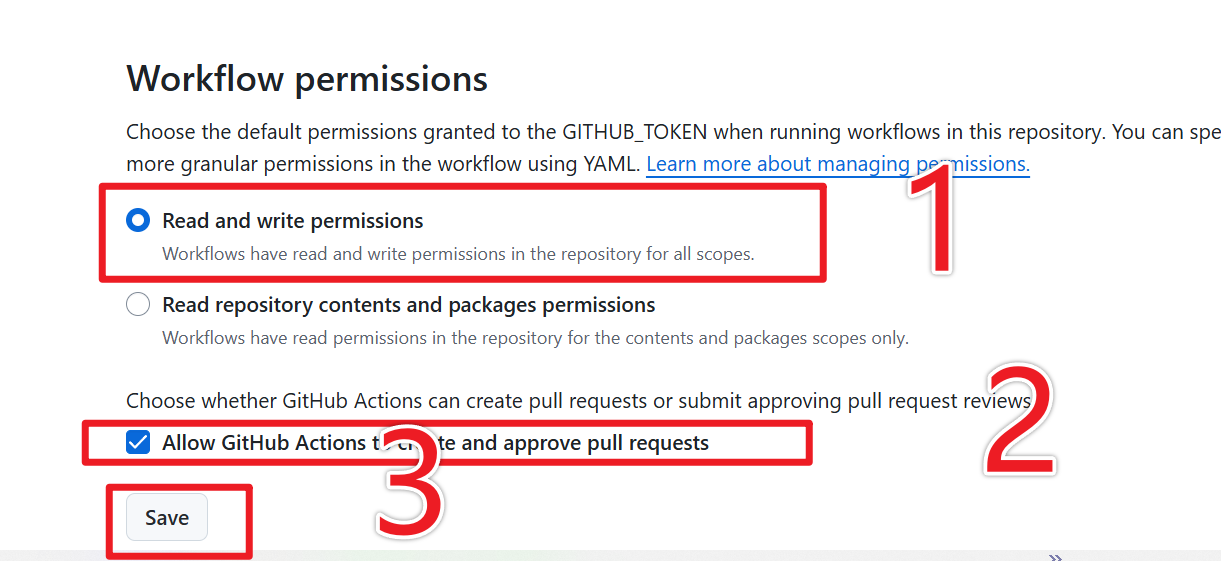 Workflow permissions
Choose the default permissions granted to the GITHUB_TOKEN when running workflows in this repository. You can spe
more granular permissions in the workflow using YAML. Learn more about managing permissions.
1
Read and write permissions
Workflows have read and write permissions in the repository for all scopes.
Read repository contents and packages permissions
Workflows have read permissions in the repository for the contents and packages scopes only.
2
Choose whether GitHub Actions can create pull requests or submit approving pull request reviews
Allow GitHub Actions to create and approve pull requests
3
Save
»